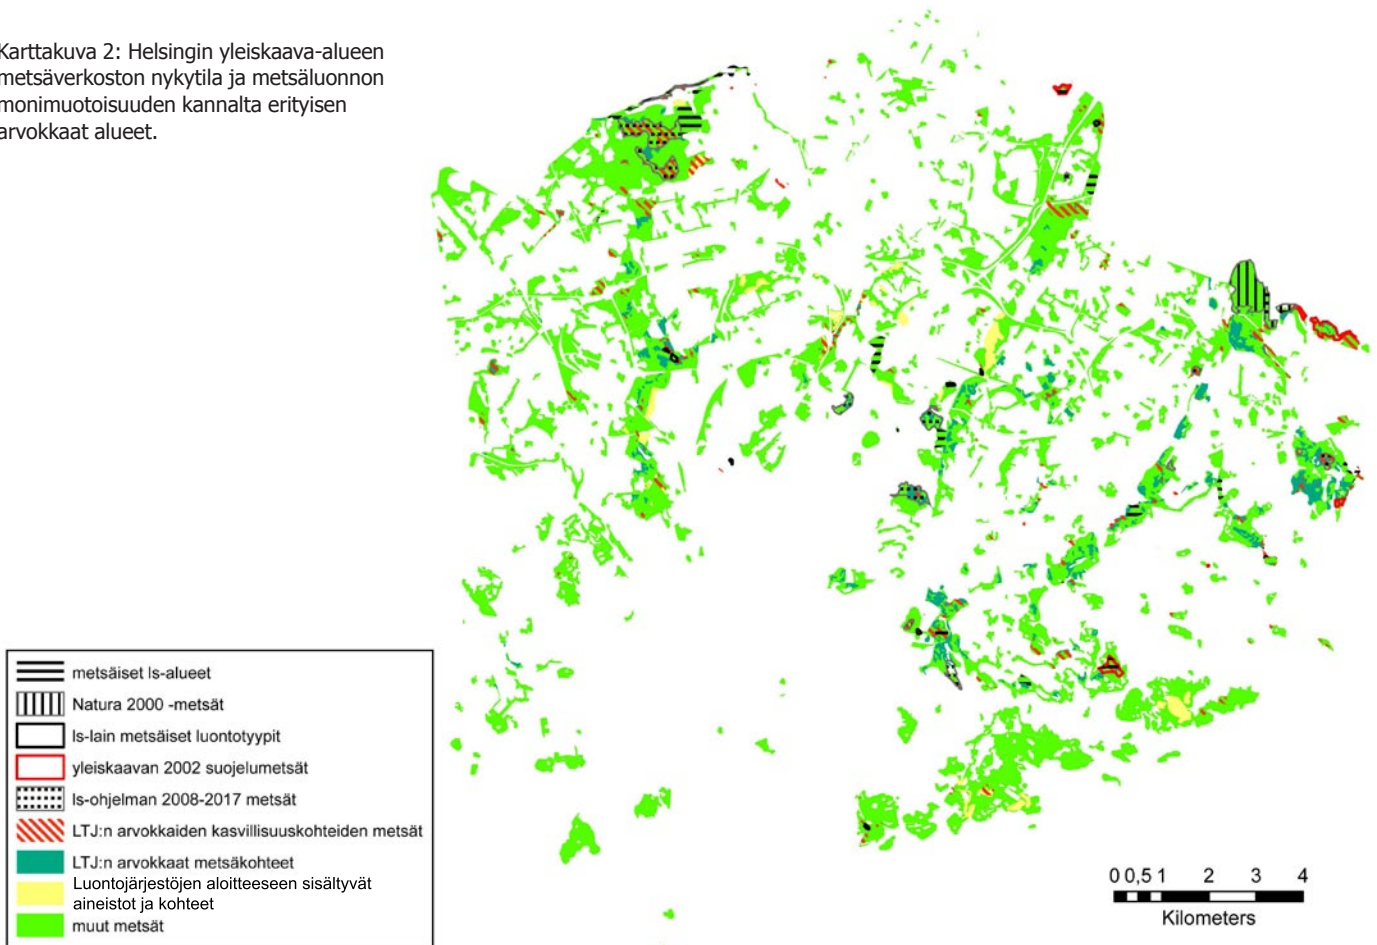 Karttakuva 2: Helsingin yleiskaava-alueen
metsäverkoston nykytila ja metsäluonnon
monimuotoisuuden kannalta erityisen
arvokkaat alueet.
metsäiset ls-alueet
Natura 2000 -metsät
ls-lain metsäiset luontotyypit
yleiskaavan 2002 suojelumetsät
ls-ohjelman 2008-2017 metsät
LTJ:n arvokkaiden kasvillisuuskohteiden metsät
LTJ:n arvokkaat metsäkohteet
Luontojärjestöjen aloitteeseen sisältyvät
aineistot ja kohteet
muut metsät
0 0,5 1 2 3 4
Kilometers